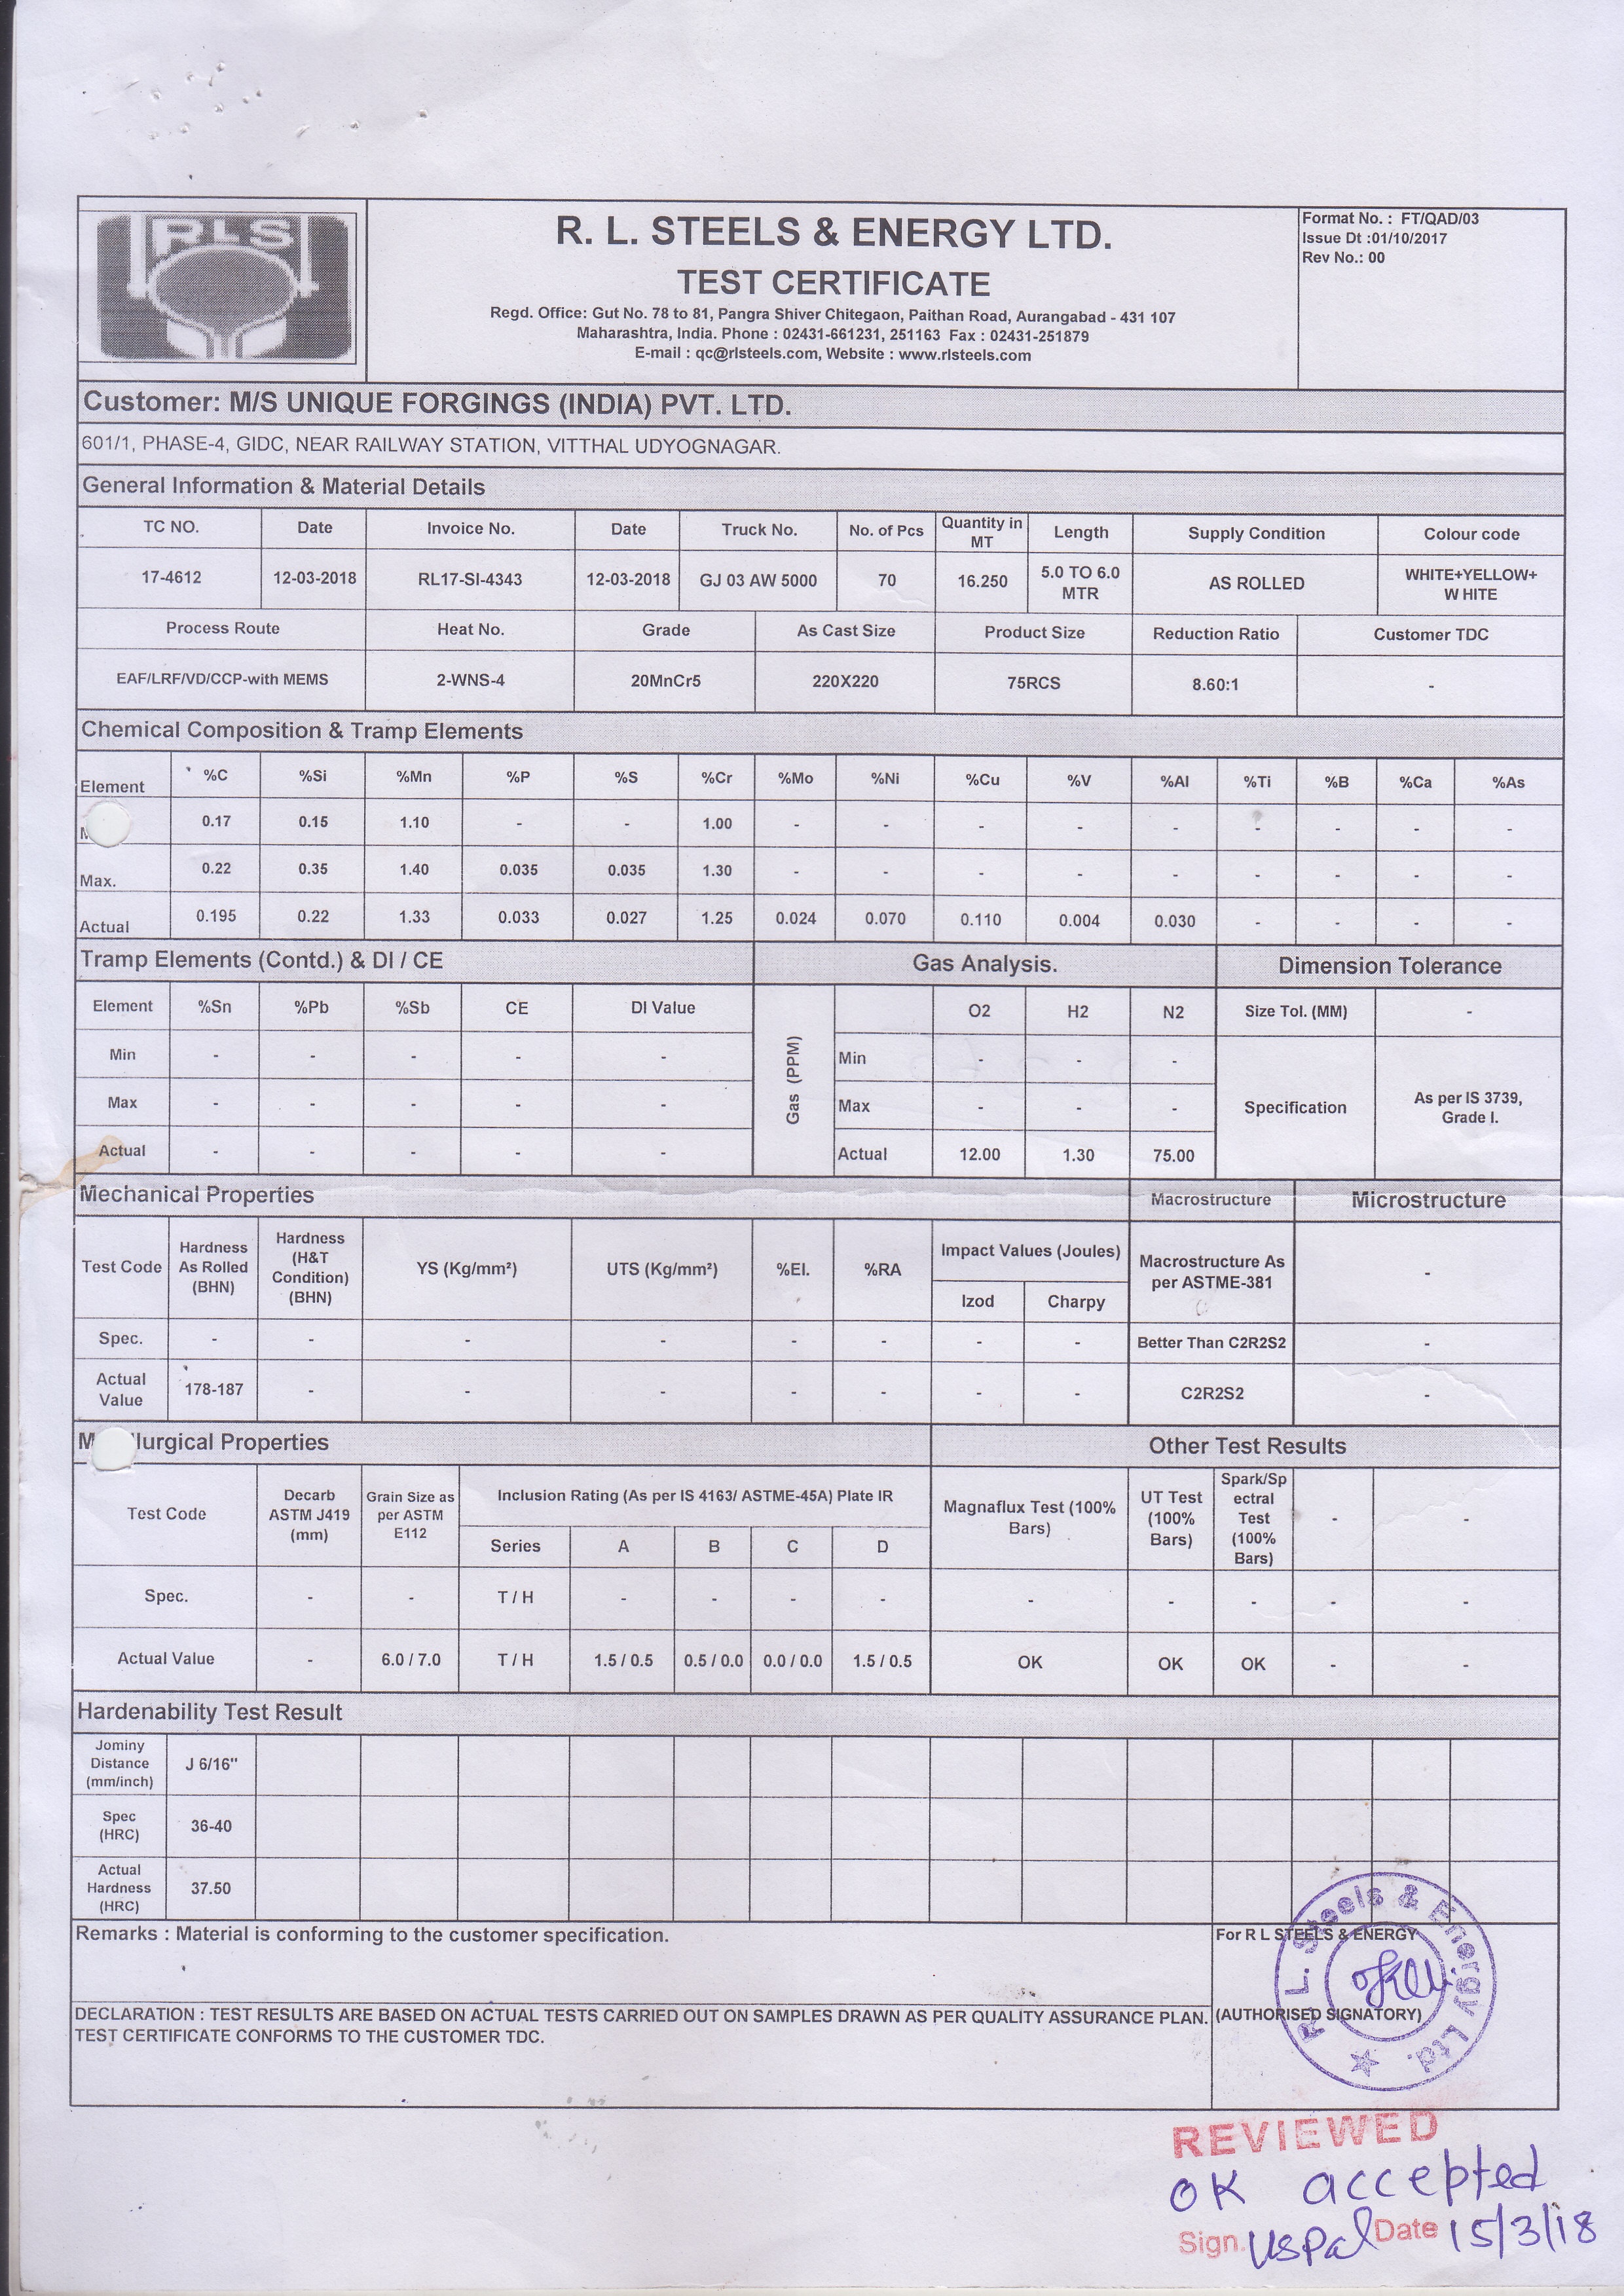 RLS
R. L. STEELS & ENERGY LTD.
TEST CERTIFICATE
Regd. Office: Gut No. 78 to 81, Pangra Shiver Chitegaon, Paithan Road, Aurangabad - 431 107
Maharashtra, India. Phone : 02431-661231, 251163 Fax : 02431-251879
E-mail : qc@rlsteels.com, Website : www.rlsteels.com
Format No. : FT/QAD/03
Issue Dt :01/10/2017
Rev No.: 00
Customer: M/S UNIQUE FORGINGS (INDIA) PVT. LTD.
601/1, PHASE-4, GIDC, NEAR RAILWAY STATION, VITTHAL UDYOGNAGAR.
General Information & Material Details
TC NO. Date Invoice No. Date Truck No. No. of Pcs Quantity in MT Length Supply Condition Colour code
17-4612 12-03-2018 RL17-SI-4343 12-03-2018 GJ 03 AW 5000 70 16.250 5.0 TO 6.0 MTR AS ROLLED WHITE+YELLOW+ W HITE
Process Route Heat No. Grade As Cast Size Product Size Reduction Ratio Customer TDC
EAF/LRF/VD/CCP-with MEMS 2-WNS-4 20MnCr5 220X220 75RCS 8.60:1 -
Chemical Composition & Tramp Elements
Element %C %Si %Mn %P %S %Cr %Mo %Ni %Cu %V %Al %Ti %B %Ca %As
0.17 0.15 1.10 - - 1.00 - - - - - - - - -
Max. 0.22 0.35 1.40 0.035 0.035 1.30 - - - - - - - - -
Actual 0.195 0.22 1.33 0.033 0.027 1.25 0.024 0.070 0.110 0.004 0.030 - - - -
Tramp Elements (Contd.) & DI / CE
Element %Sn %Pb %Sb CE DI Value
Min - - - - -
Max - - - - -
Actual - - - - -
Gas Analysis.
Gas (PPM)
O2 H2 N2
Min - - -
Max - - -
Actual 12.00 1.30 75.00
Dimension Tolerance
Size Tol. (MM) -
Specification As per IS 3739, Grade I.
Mechanical Properties
Test Code Hardness As Rolled (BHN) Hardness (H&T Condition) (BHN) YS (Kg/mm²) UTS (Kg/mm²) %El. %RA Impact Values (Joules)
Izod Charpy
Spec. - - - - - - - -
Actual Value 178-187 - - - - - - -
Macrostructure
Macrostructure As per ASTME-381
Better Than C2R2S2
C2R2S2
Microstructure
-
-
-
M llurgical Properties
Test Code Decarb ASTM J419 (mm) Grain Size as per ASTM E112 Inclusion Rating (As per IS 4163/ ASTME-45A) Plate IR
Series A B C D
Spec. - - T / H - - - -
Actual Value - 6.0 / 7.0 T / H 1.5 / 0.5 0.5 / 0.0 0.0 / 0.0 1.5 / 0.5
Other Test Results
Magnaflux Test (100% Bars) UT Test (100% Bars) Spark/Sp ectral Test (100% Bars) - -
- - - - -
OK OK OK - -
Hardenability Test Result
Jominy Distance (mm/inch) J 6/16"
Spec (HRC) 36-40
Actual Hardness (HRC) 37.50
Remarks : Material is conforming to the customer specification.
DECLARATION : TEST RESULTS ARE BASED ON ACTUAL TESTS CARRIED OUT ON SAMPLES DRAWN AS PER QUALITY ASSURANCE PLAN.
TEST CERTIFICATE CONFORMS TO THE CUSTOMER TDC.
For R L STEELS & ENERGY
(AUTHORISED SIGNATORY)
R. L. Steels & Energy Ltd.
REVIEWED
OK accepted
Sign. Date 15/3/18